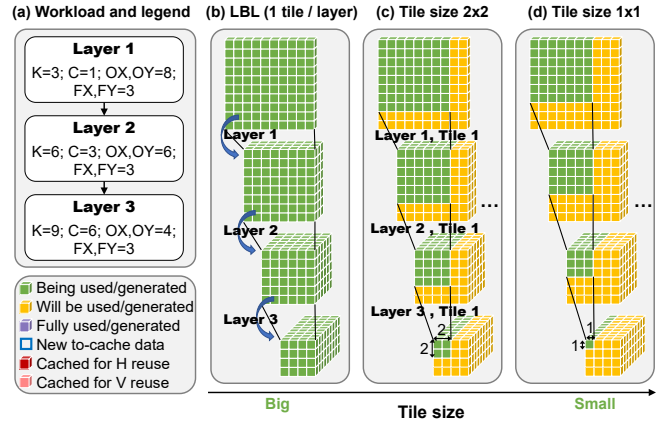 (a) Workload and legend
Layer 1
K=3; C=1; OX,OY=8;
FX,FY=3
Layer 2
K=6; C=3; OX,OY=6;
FX,FY=3
Layer 3
K=9; C=6; OX,OY=4;
FX,FY=3
Being used/generated
Will be used/generated
Fully used/generated
New to-cache data
Cached for H reuse
Cached for V reuse
(b) LBL (1 tile / layer)
Layer 1
Layer 2
Layer 3
(c) Tile size 2x2
Layer 1, Tile 1
...
Layer 2 , Tile 1
Layer 3 , Tile 1
2
2
(d) Tile size 1x1
...
1
1
Big
Tile size
Small